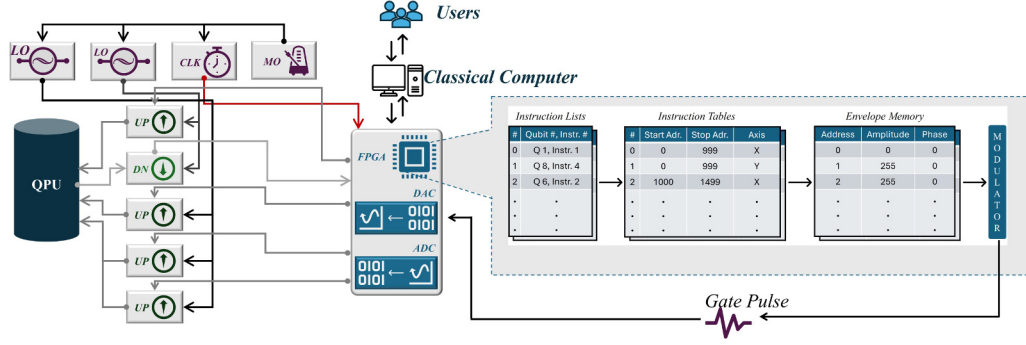 Users
LO
LO
CLK
MO
Classical Computer
UP
DN
UP
UP
UP
QPU
FPGA
DAC
0101
0101
ADC
0101
0101
Instruction Lists
# Qubit #, Instr. #
0 Q 1, Instr. 1
1 Q 8, Instr. 4
2 Q 6, Instr. 2
Instruction Tables
# Start Adr. Stop Adr. Axis
0 0 999 X
1 0 999 Y
2 1000 1499 X
Envelope Memory
Address Amplitude Phase
0 0 0
1 255 0
2 255 0
MODULATOR
Gate Pulse